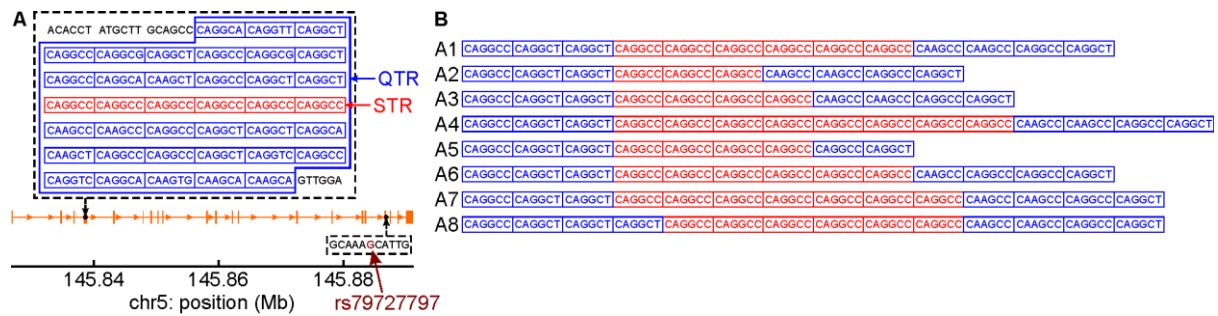 A
ACACCT ATGCTT GCAGCC CAGGCA CAGGTT CAGGCT
CAGGCC CAGGCG CAGGCT CAGGCC CAGGCG CAGGCT
CAGGCC CAGGCA CAAGCT CAGGCC CAGGCT CAGGCT
QTR
CAGGCC CAGGCC CAGGCC CAGGCC CAGGCC CAGGCC
STR
CAAGCC CAAGCC CAGGCC CAGGCT CAGGCT CAGGCA
CAAGCT CAGGCC CAGGCC CAGGCT CAGGTC CAGGCC
CAGGTC CAGGCA CAAGTG CAAGCA CAAGCA GTTGGA
GCAAAGCATTG
145.84 145.86 145.88
chr5: position (Mb)
rs79727797
B
A1 CAGGCC CAGGCT CAGGCT CAGGCC CAGGCC CAGGCC CAGGCC CAGGCC CAGGCC CAAGCC CAAGCC CAGGCC CAGGCT
A2 CAGGCC CAGGCT CAGGCT CAGGCC CAGGCC CAGGCC CAAGCC CAAGCC CAGGCC CAGGCT
A3 CAGGCC CAGGCT CAGGCT CAGGCC CAGGCC CAGGCC CAGGCC CAAGCC CAAGCC CAGGCC CAGGCT
A4 CAGGCC CAGGCT CAGGCT CAGGCC CAGGCC CAGGCC CAGGCC CAGGCC CAGGCC CAGGCC CAGGCC CAAGCC CAAGCC CAGGCC CAGGCT
A5 CAGGCC CAGGCT CAGGCT CAGGCC CAGGCC CAGGCC CAGGCC CAGGCC CAGGCT
A6 CAGGCC CAGGCT CAGGCT CAGGCC CAGGCC CAGGCC CAGGCC CAGGCC CAGGCC CAAGCC CAGGCC CAGGCC CAGGCT
A7 CAGGCC CAGGCT CAGGCT CAGGCC CAGGCC CAGGCC CAGGCC CAGGCC CAGGCC CAGGCC CAAGCC CAAGCC CAGGCC CAGGCT
A8 CAGGCC CAGGCT CAGGCT CAGGCT CAGGCC CAGGCC CAGGCC CAGGCC CAGGCC CAGGCC CAAGCC CAAGCC CAGGCC CAGGCT